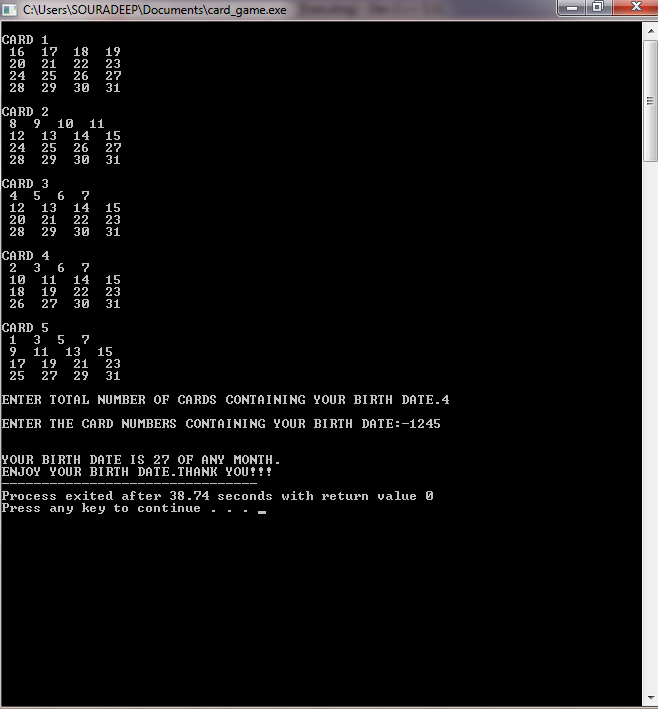 C:\Users\SOURADEEP\Documents\card_game.exe
CARD 1
16 17 18 19
20 21 22 23
24 25 26 27
28 29 30 31
CARD 2
8 9 10 11
12 13 14 15
24 25 26 27
28 29 30 31
CARD 3
4 5 6 7
12 13 14 15
20 21 22 23
28 29 30 31
CARD 4
2 3 6 7
10 11 14 15
18 19 22 23
26 27 30 31
CARD 5
1 3 5 7
9 11 13 15
17 19 21 23
25 27 29 31
ENTER TOTAL NUMBER OF CARDS CONTAINING YOUR BIRTH DATE.4
ENTER THE CARD NUMBERS CONTAINING YOUR BIRTH DATE:-1245
YOUR BIRTH DATE IS 27 OF ANY MONTH.
ENJOY YOUR BIRTH DATE.THANK YOU!!!
--------------------------------
Process exited after 38.74 seconds with return value 0
Press any key to continue . . . _